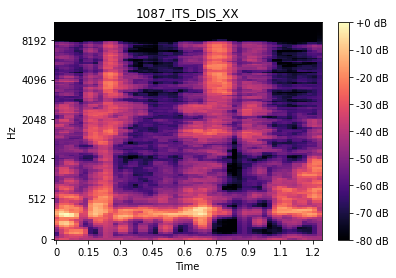 1087_ITS_DIS_XX
+0 dB
8192
-10 dB
4096
-20 dB
-30 dB
2048
Hz
-40 dB
1024
-50 dB
512
-60 dB
-70 dB
0
-80 dB
0 0.15 0.3 0.45 0.6 0.75 0.9 1.1 1.2
Time